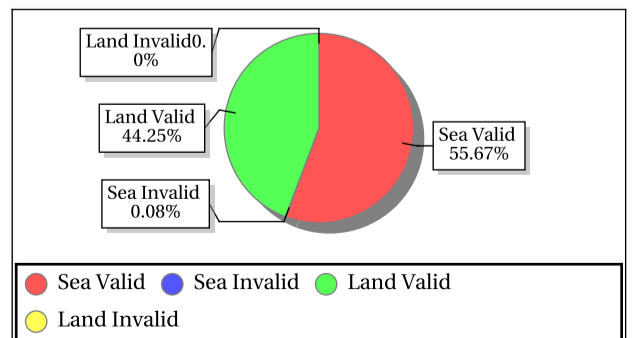 Land Invalid0.
0%
Land Valid
44.25%
Sea Valid
55.67%
Sea Invalid
0.08%
Sea Valid Sea Invalid Land Valid
Land Invalid